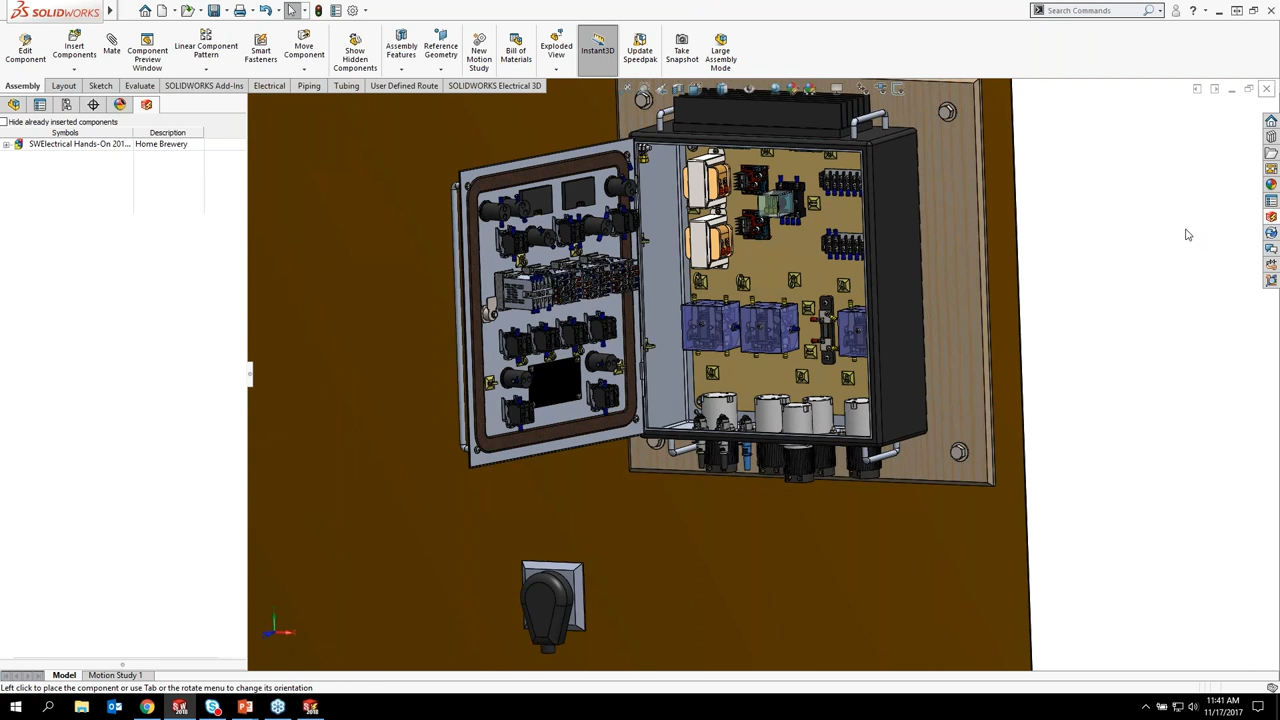 SOLIDWORKS
Search Commands
Edit Component
Insert Components
Mate
Component Preview Window
Linear Component Pattern
Smart Fasteners
Move Component
Show Hidden Components
Assembly Features
Reference Geometry
New Motion Study
Bill of Materials
Exploded View
Instant3D
Update Speedpak
Take Snapshot
Large Assembly Mode
Assembly Layout Sketch Evaluate SOLIDWORKS Add-Ins Electrical Piping Tubing User Defined Route SOLIDWORKS Electrical 3D
Hide already inserted components
Symbols Description
SWElectrical Hands-On 201... Home Brewery
Model Motion Study 1
Left click to place the component or use Tab or the rotate menu to change its orientation
11:41 AM
11/17/2017